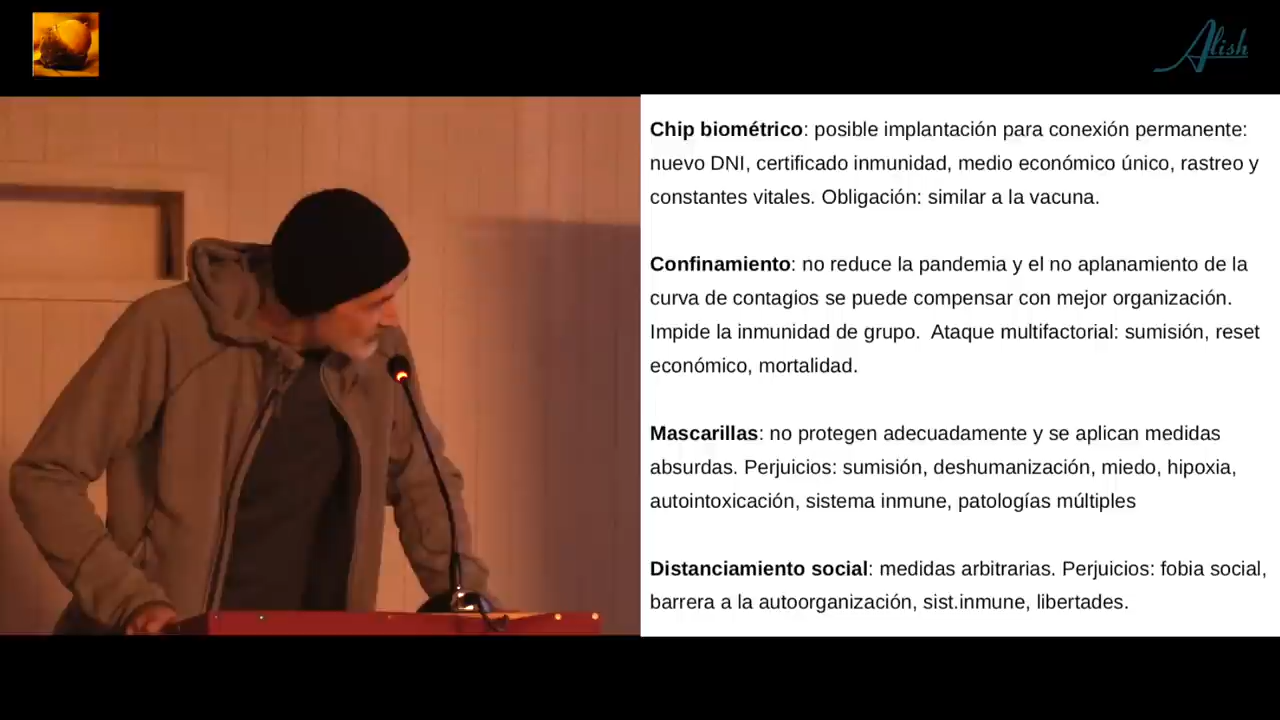 Alish
Chip biométrico: posible implantación para conexión permanente:
nuevo DNI, certificado inmunidad, medio económico único, rastreo y
constantes vitales. Obligación: similar a la vacuna.
Confinamiento: no reduce la pandemia y el no aplanamiento de la
curva de contagios se puede compensar con mejor organización.
Impide la inmunidad de grupo.  Ataque multifactorial: sumisión, reset
económico, mortalidad.
Mascarillas: no protegen adecuadamente y se aplican medidas
absurdas. Perjuicios: sumisión, deshumanización, miedo, hipoxia,
autointoxicación, sistema inmune, patologías múltiples
Distanciamiento social: medidas arbitrarias. Perjuicios: fobia social,
barrera a la autoorganización, sist.inmune, libertades.